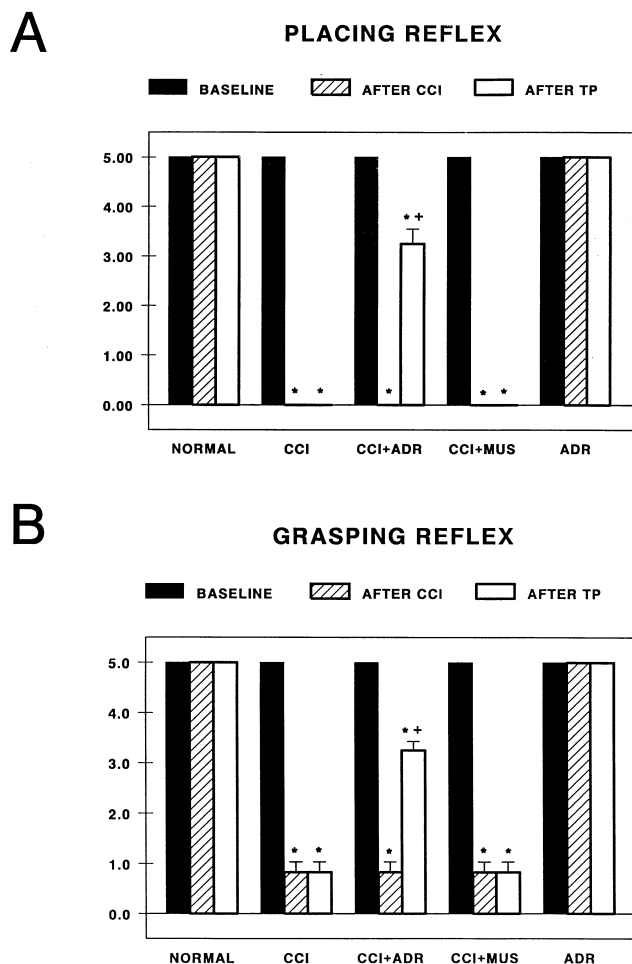 A
PLACING REFLEX
BASELINE AFTER CCI AFTER TP
5.00
4.00
* +
3.00
2.00
1.00
* * * * *
0.00
NORMAL CCI CCI+ADR CCI+MUS ADR
B
GRASPING REFLEX
BASELINE AFTER CCI AFTER TP
5.0
4.0
* +
3.0
2.0
* * * * *
1.0
0.0
NORMAL CCI CCI+ADR CCI+MUS ADR